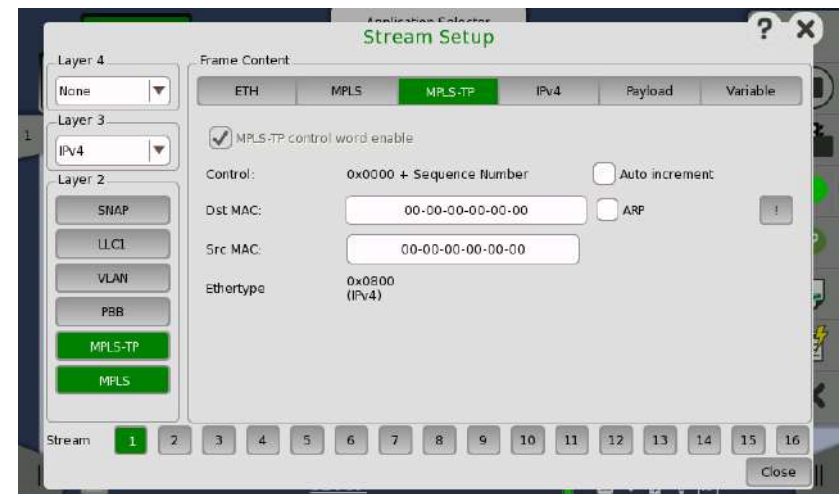 Application Selector
Stream Setup
? X
Layer 4
None
Layer 3
IPv4
Layer 2
SNAP
LLC1
VLAN
PBB
MPLS-TP
MPLS
Frame Content
ETH MPLS MPLS-TP IPv4 Payload Variable
MPLS-TP control word enable
Control: 0x0000 + Sequence Number Auto increment
Dst MAC: 00-00-00-00-00-00 ARP !
Src MAC: 00-00-00-00-00-00
Ethertype 0x0800
(IPv4)
1
Stream 1 2 3 4 5 6 7 8 9 10 11 12 13 14 15 16
Close